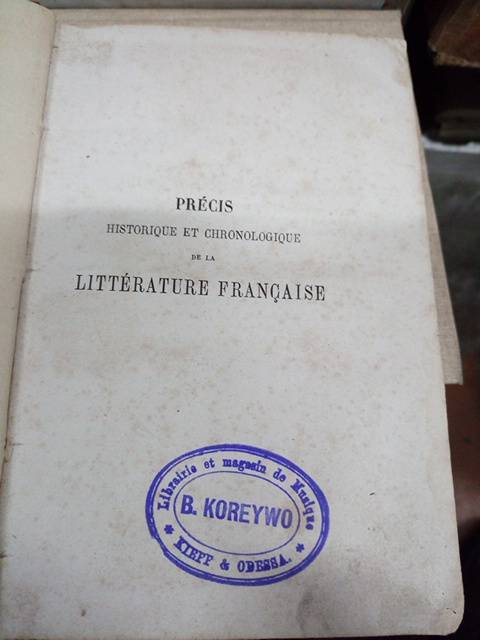 PRÉCIS
HISTORIQUE ET CHRONOLOGIQUE
DE LA
LITTÉRATURE FRANÇAISE
Librairie et magasin de Musique
B. KOREYWO
* KIEFF & ODESSA. *